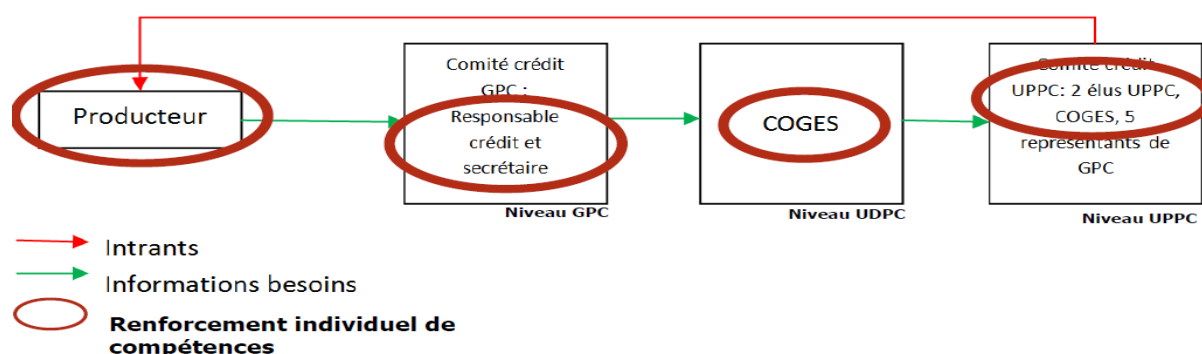 Producteur
Comité crédit
GPC :
Responsable
crédit et
secrétaire
Niveau GPC
COGES
Niveau UDPC
Comité crédit
UPPC: 2 élus UPPC,
COGES, 5
représentants de
GPC
Niveau UPPC
Intrants
Informations besoins
Renforcement individuel de
compétences